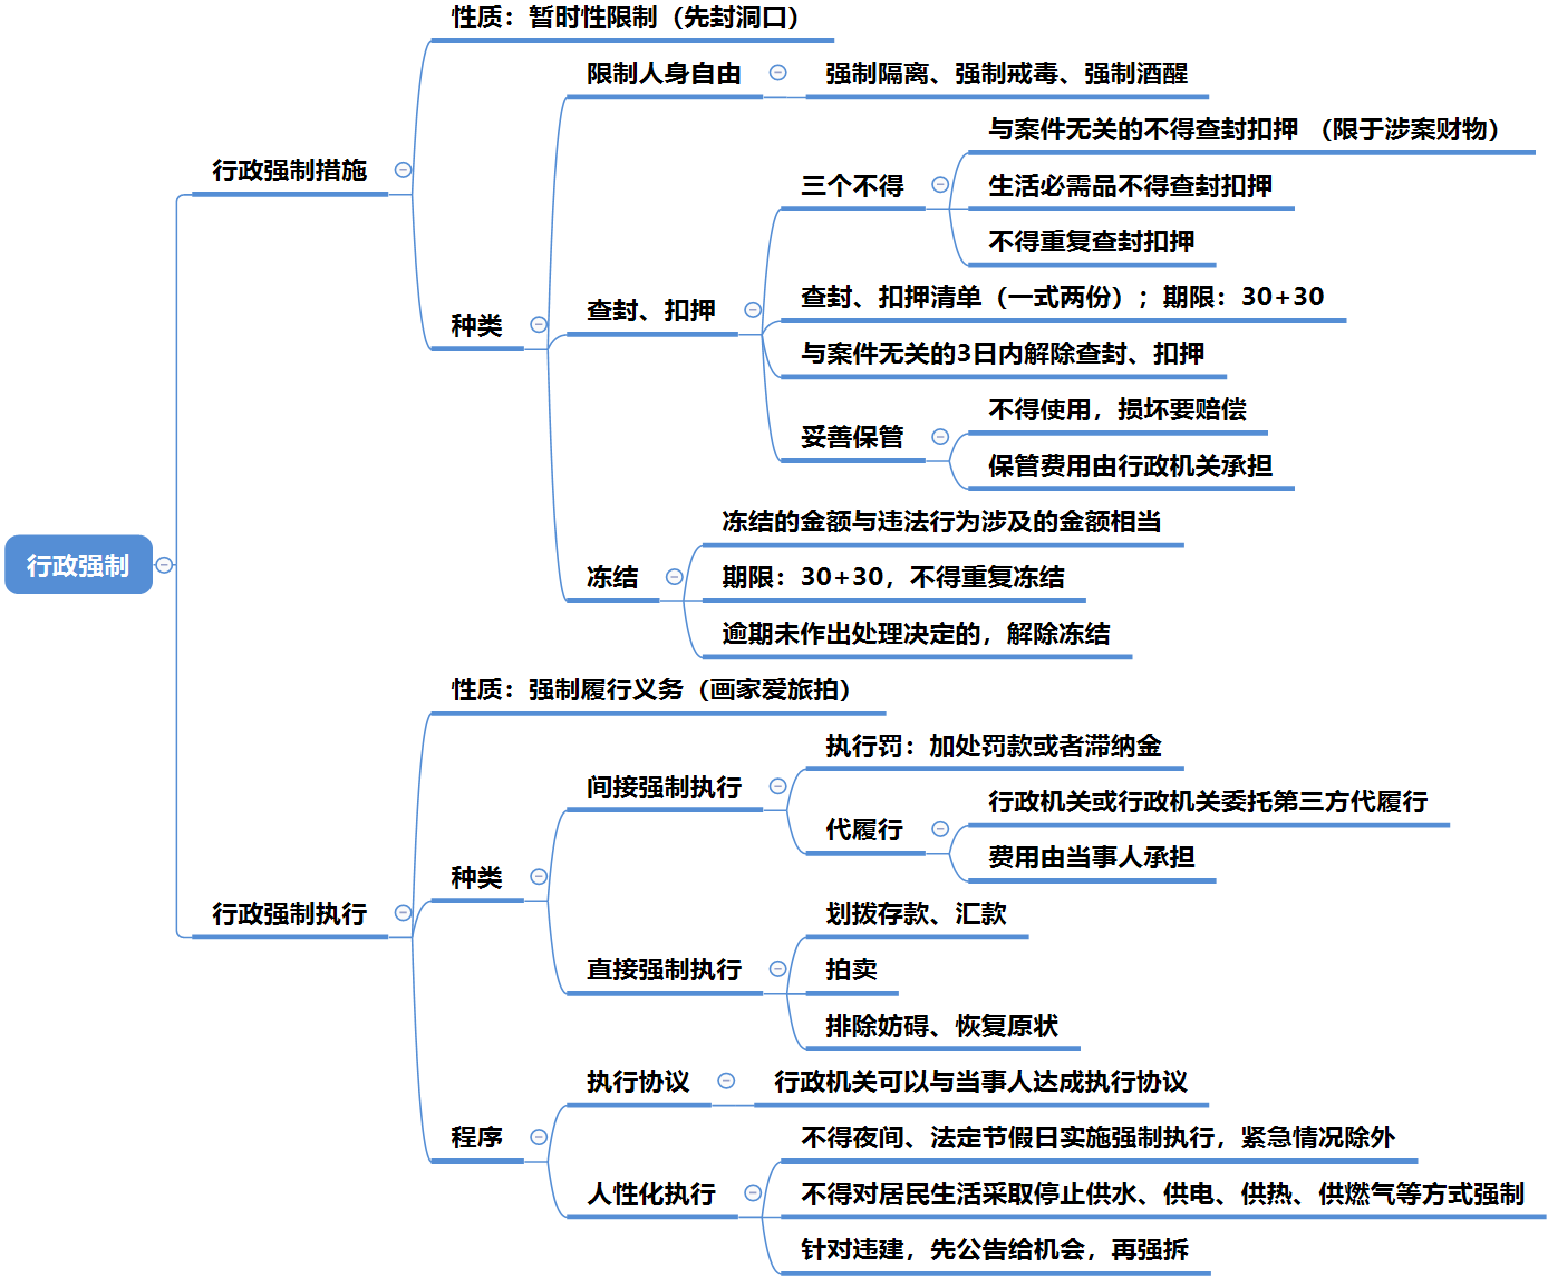 性质：暂时性限制（先封洞口）
限制人身自由
强制隔离、强制戒毒、强制酒醒
与案件无关的不得查封扣押 （限于涉案财物）
行政强制措施
三个不得
生活必需品不得查封扣押
不得重复查封扣押
查封、扣押清单（一式两份）；期限：30+30
查封、扣押
种类
与案件无关的3日内解除查封、扣押
不得使用，损坏要赔偿
妥善保管
保管费用由行政机关承担
冻结的金额与违法行为涉及的金额相当
行政强制
冻结
期限：30+30，不得重复冻结
逾期未作出处理决定的，解除冻结
性质：强制履行义务（画家爱旅拍）
执行罚：加处罚款或者滞纳金
间接强制执行
行政机关或行政机关委托第三方代履行
代履行
费用由当事人承担
种类
行政强制执行
划拨存款、汇款
直接强制执行
拍卖
排除妨碍、恢复原状
执行协议
行政机关可以与当事人达成执行协议
程序
不得夜间、法定节假日实施强制执行，紧急情况除外
人性化执行
不得对居民生活采取停止供水、供电、供热、供燃气等方式强制
针对违建，先公告给机会，再强拆